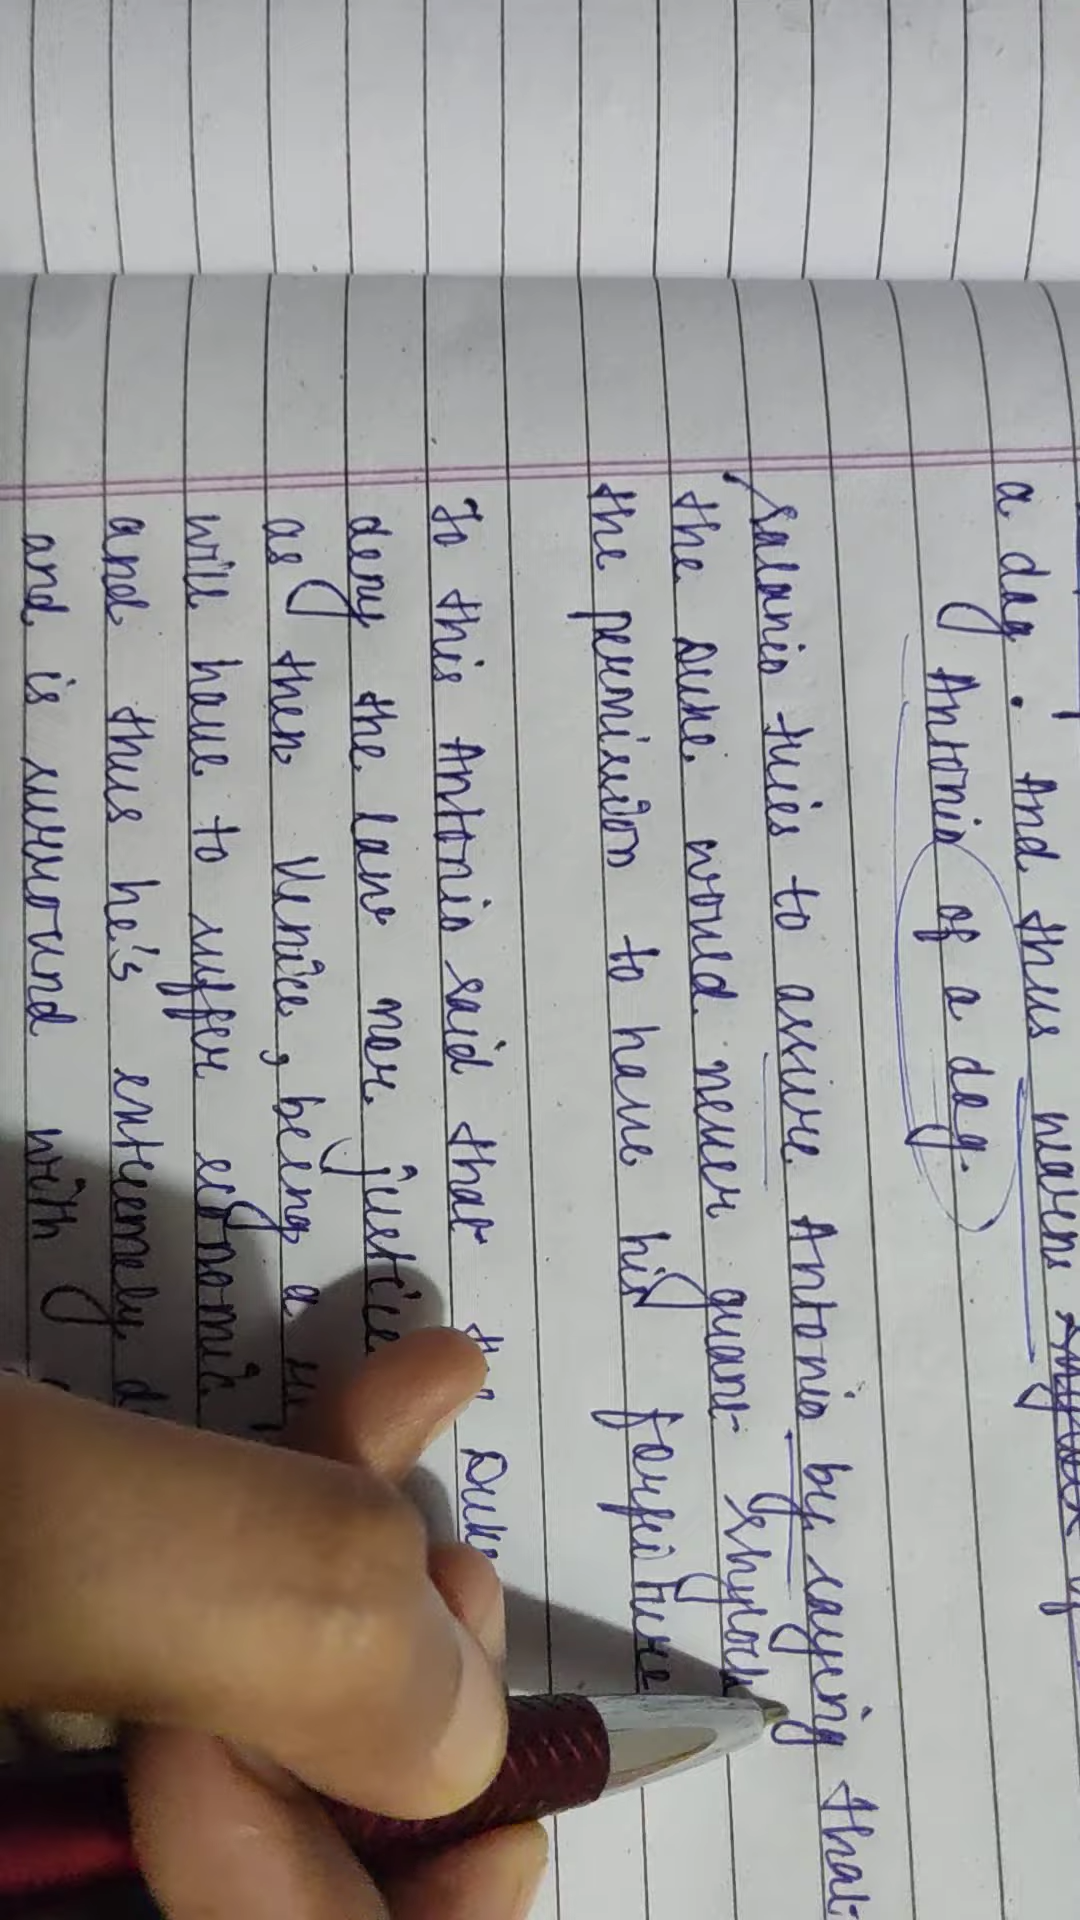 a dog. And thus warns
Antonio of a dog.
Salanio tries to assure Antonio by saying that
the Duke would never grant Shylock
the permission to have his forfeiture
To this Antonio said that the Duke
deny the law nor justice
as then Venice, being a
will have to suffer economic
and thus he's extremely
and is surround with